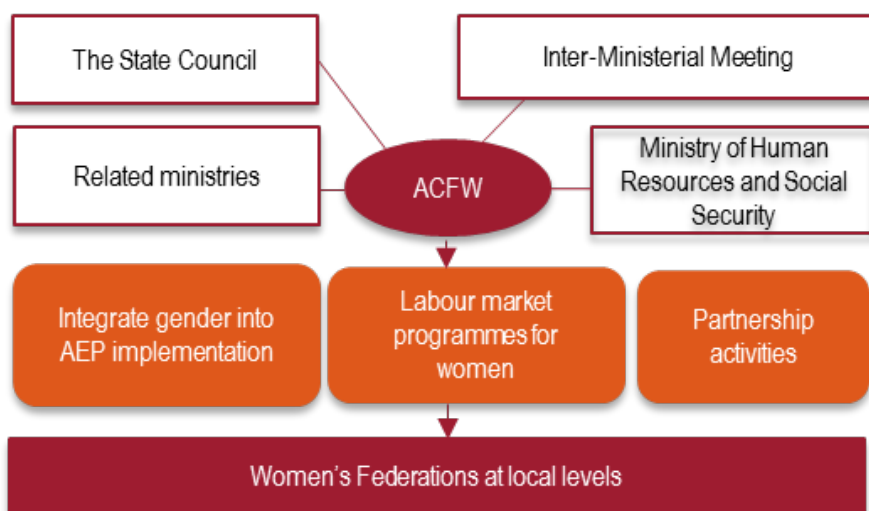 The State Council
Inter-Ministerial Meeting
Related ministries
ACFW
Ministry of Human
Resources and Social
Security
Integrate gender into
AEP implementation
Labour market
programmes for
women
Partnership
activities
Women's Federations at local levels